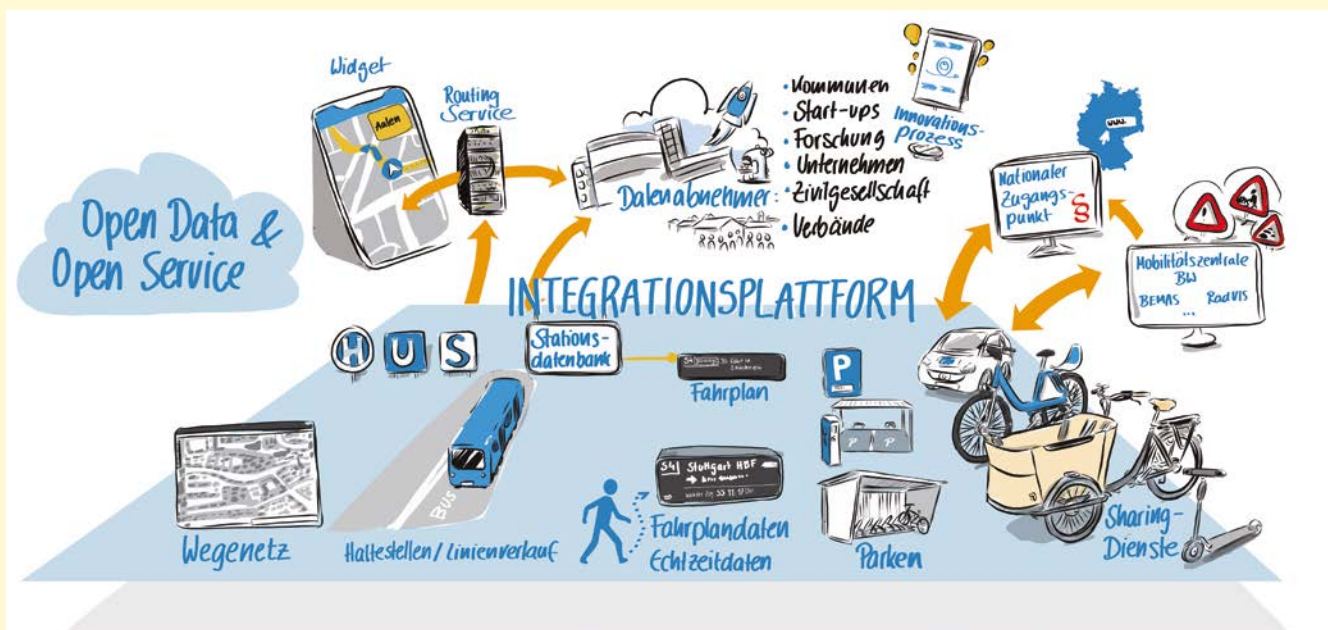 Open Data &
Open Service
Widget
Aalen
Routing
Service
Datenabnehmer:
• Kommunen
• Start-ups
• Forschung
• Unternehmen
• Zivilgesellschaft
• Verbände
Innovations-
prozess
www.
Nationaler
Zugangs-
punkt
§
Mobilitätszentrale
BW
BEMAS RadVIS
...
INTEGRATIONSPLATTFORM
H U S
Stations-
datenbank
Fahrplan
P
Wegenetz
BUS
Haltestellen/Linienverlauf
S4 Stuttgart HBF
Fahrplandaten
Echtzeitdaten
P P
Parken
Sharing-
Dienste